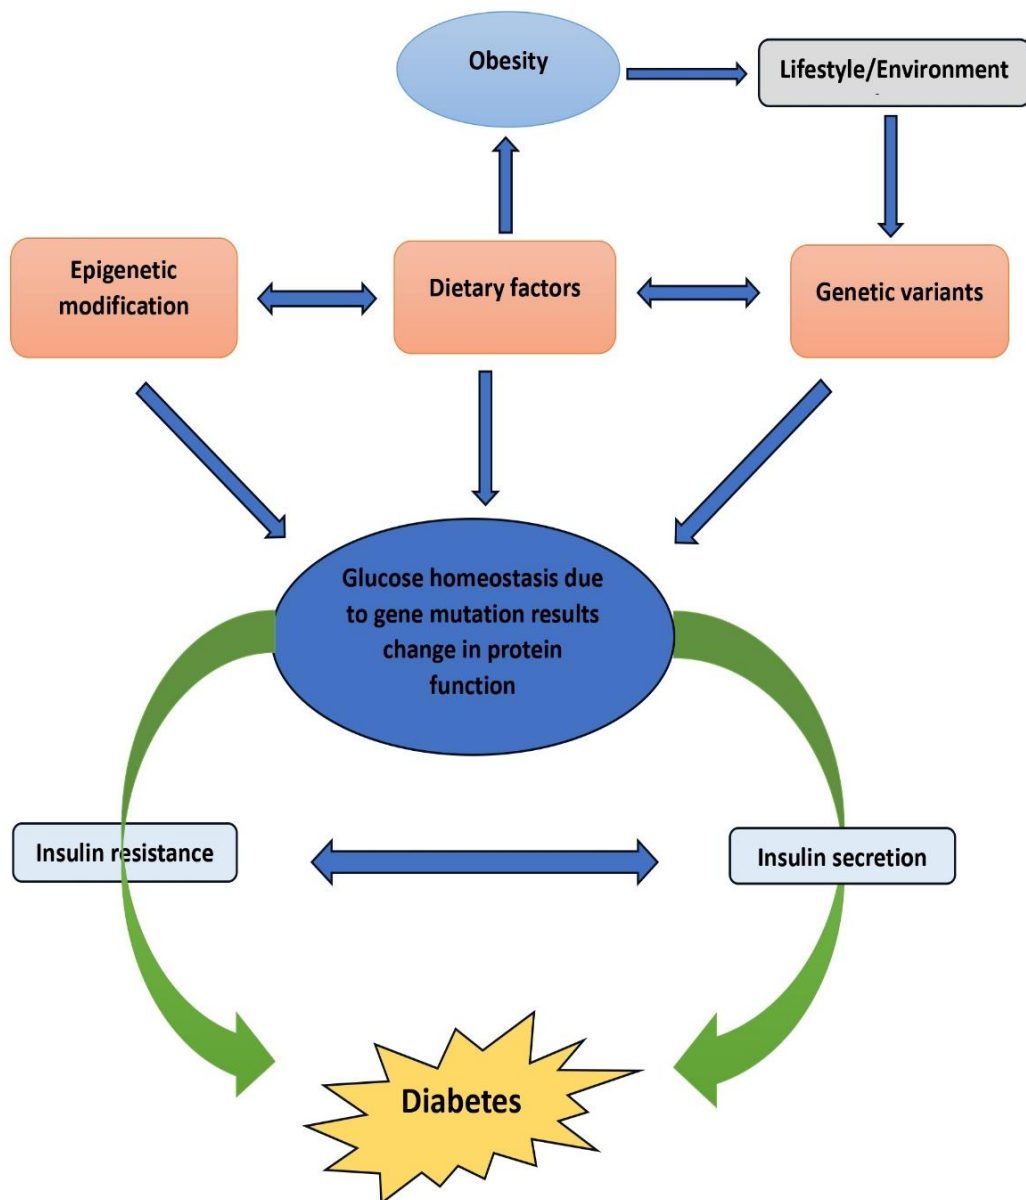 Obesity
Lifestyle/Environment
Epigenetic
modification
Dietary factors
Genetic variants
Glucose homeostasis due
to gene mutation results
change in protein
function
Insulin resistance
Insulin secretion
Diabetes